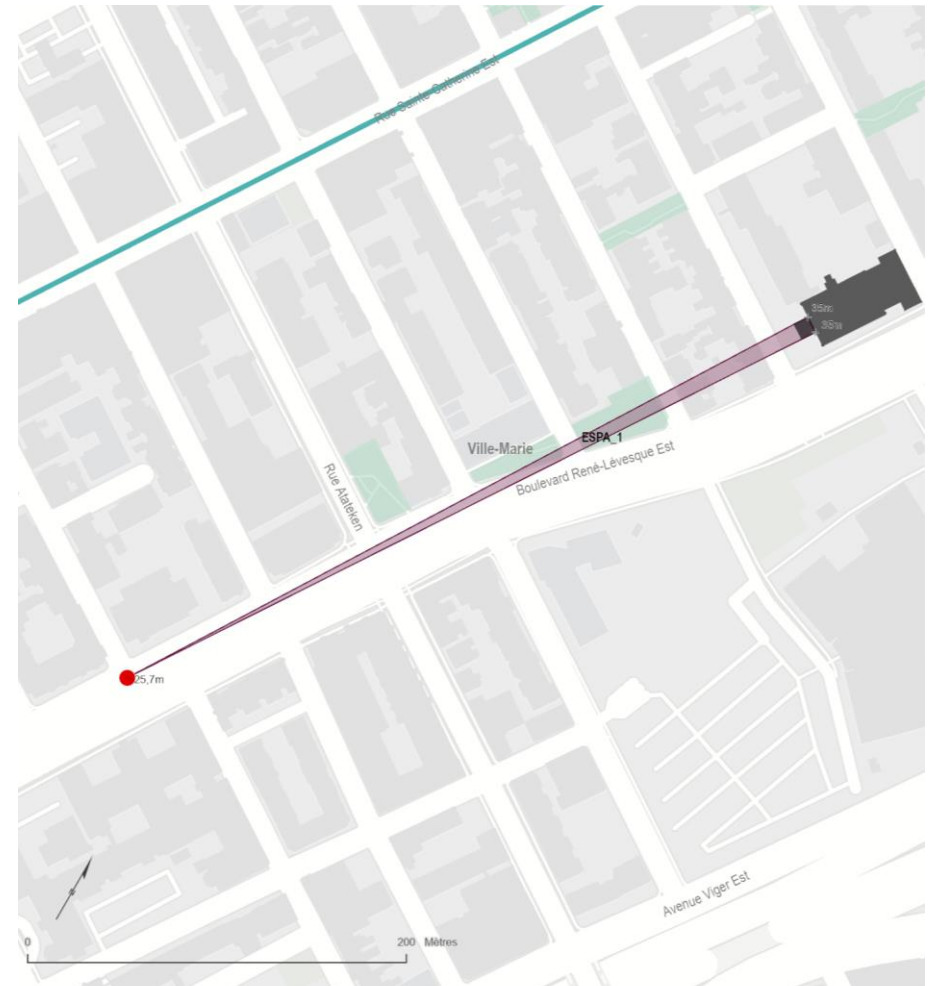 Rue Sainte-Catherine Est
35m
35m
ESPA_1
Ville-Marie
Boulevard René-Lévesque Est
Rue Atateken
25,7m
Avenue Viger Est
0
200 Mètres